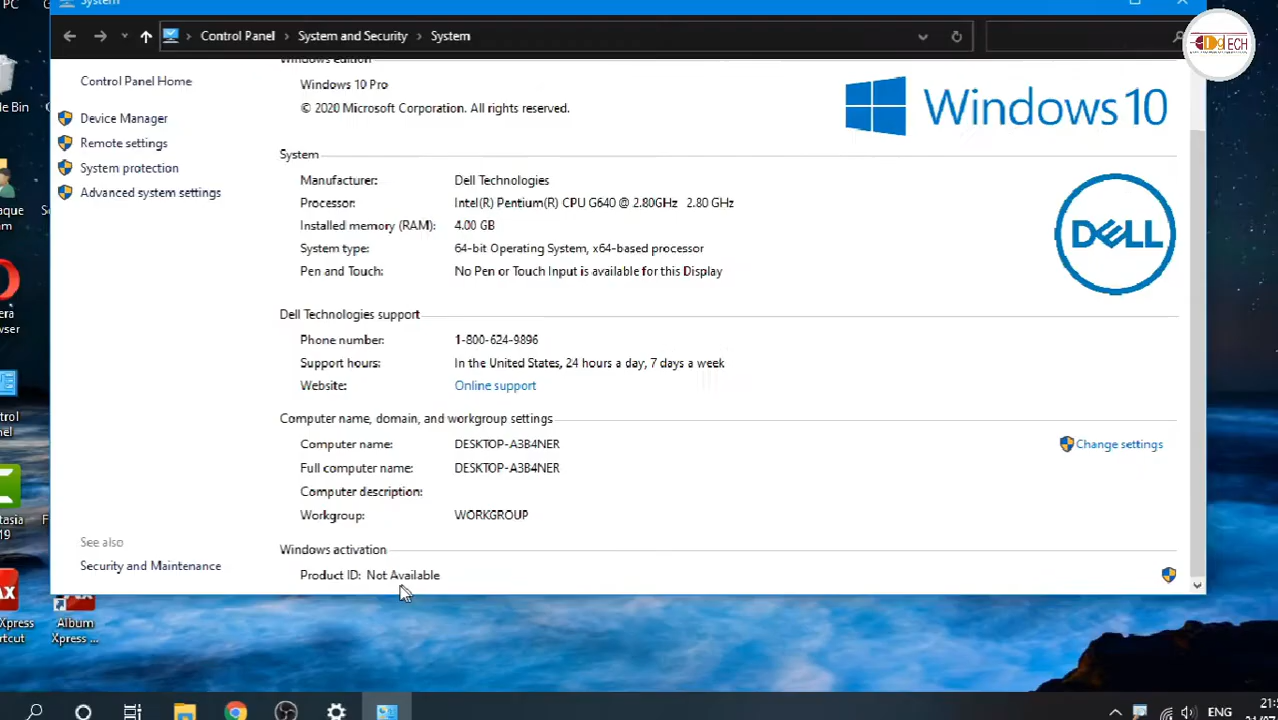 System
Control Panel > System and Security > System
Windows edition
Windows 10 Pro
© 2020 Microsoft Corporation. All rights reserved.
Windows 10
Control Panel Home
Device Manager
Remote settings
System protection
Advanced system settings
System
Manufacturer: Dell Technologies
Processor: Intel(R) Pentium(R) CPU G640 @ 2.80GHz 2.80 GHz
Installed memory (RAM): 4.00 GB
System type: 64-bit Operating System, x64-based processor
Pen and Touch: No Pen or Touch Input is available for this Display
DELL
Dell Technologies support
Phone number: 1-800-624-9896
Support hours: In the United States, 24 hours a day, 7 days a week
Website: Online support
Computer name, domain, and workgroup settings
Computer name: DESKTOP-A3B4NER
Change settings
Full computer name: DESKTOP-A3B4NER
Computer description:
Workgroup: WORKGROUP
Windows activation
Product ID: Not Available
See also
Security and Maintenance
PC
Album
Xpress ...
ENG